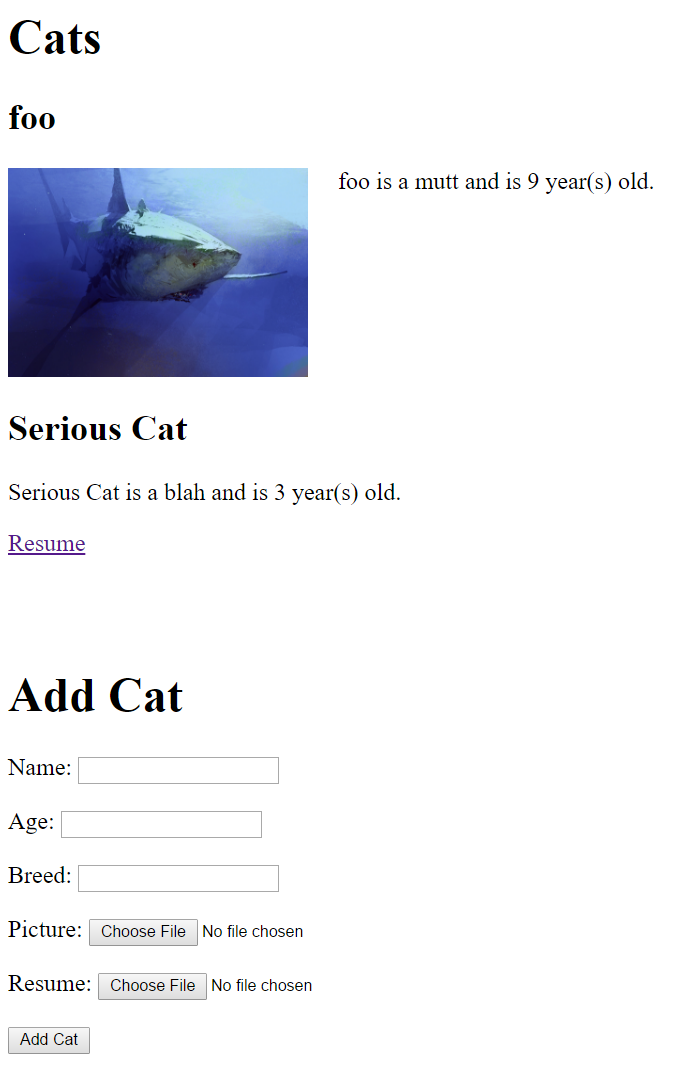 Cats
foo
foo is a mutt and is 9 year(s) old.
Serious Cat
Serious Cat is a blah and is 3 year(s) old.
Resume
Add Cat
Name:
Age:
Breed:
Picture: Choose File No file chosen
Resume: Choose File No file chosen
Add Cat